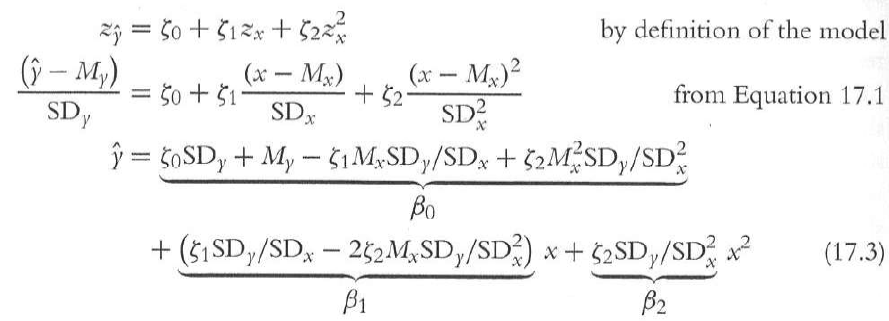 z_ŷ = ζ₀ + ζ₁z_x + ζ₂z_x² by definition of the model
(ŷ − M_y)/SD_y = ζ₀ + ζ₁ (x − M_x)/SD_x + ζ₂ (x − M_x)²/SD_x² from Equation 17.1
ŷ = ζ₀SD_y + M_y − ζ₁M_xSD_y/SD_x + ζ₂M_x²SD_y/SD_x²
β₀
+ (ζ₁SD_y/SD_x − 2ζ₂M_xSD_y/SD_x²) x + ζ₂SD_y/SD_x² x² (17.3)
β₁ β₂